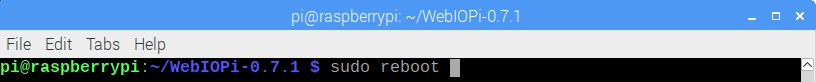 pi@raspberrypi: ~/WebIOPi-0.7.1
File Edit Tabs Help
pi@raspberrypi:~/WebIOPi-0.7.1 $ sudo reboot